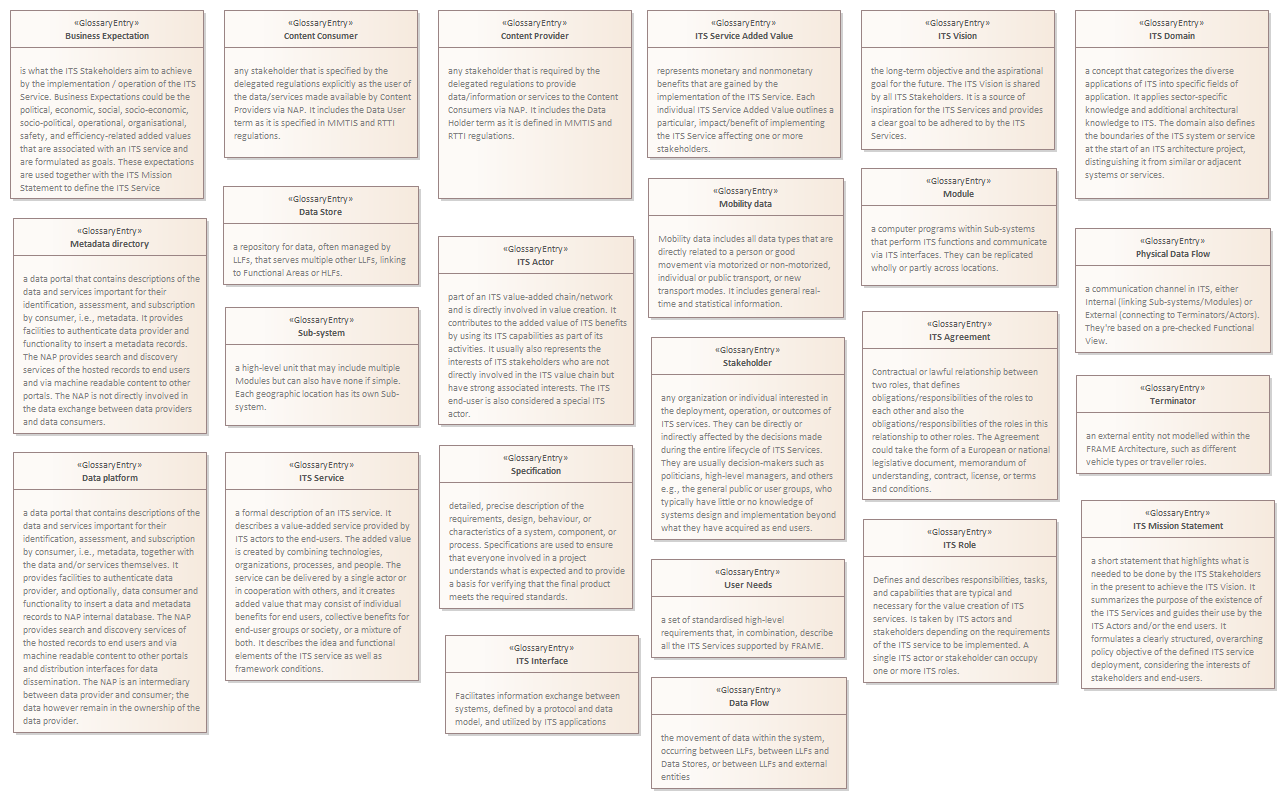 «GlossaryEntry»
Business Expectation
is what the ITS Stakeholders aim to achieve
by the implementation / operation of the ITS
Service. Business Expectations could be the
political, economic, social, socio-economic,
socio-political, operational, organisational,
safety, and efficiency-related added values
that are associated with an ITS service and
are formulated as goals. These expectations
are used together with the ITS Mission
Statement to define the ITS Service
«GlossaryEntry»
Metadata directory
a data portal that contains descriptions of the
data and services important for their
identification, assessment, and subscription
by consumer, i.e., metadata. It provides
facilities to authenticate data provider and
functionality to insert a metadata records.
The NAP provides search and discovery
services of the hosted records to end users
and via machine readable content to other
portals. The NAP is not directly involved in
the data exchange between data providers
and data consumers.
«GlossaryEntry»
Data platform
a data portal that contains descriptions of the
data and services important for their
identification, assessment, and subscription
by consumer, i.e., metadata, together with
the data and/or services themselves. It
provides facilities to authenticate data
provider, and optionally, data consumer and
functionality to insert a data and metadata
records to NAP internal database. The NAP
provides search and discovery services of
the hosted records to end users and via
machine readable content to other portals
and distribution interfaces for data
dissemination. The NAP is an intermediary
between data provider and consumer; the
data however remain in the ownership of the
data provider.
«GlossaryEntry»
Content Consumer
any stakeholder that is specified by the
delegated regulations explicitly as the user of
the data/services made available by Content
Providers via NAP. It includes the Data User
term as it is specified in MMTIS and RTTI
regulations.
«GlossaryEntry»
Data Store
a repository for data, often managed by
LLFs, that serves multiple other LLFs, linking
to Functional Areas or HLFs.
«GlossaryEntry»
Sub-system
a high-level unit that may include multiple
Modules but can also have none if simple.
Each geographic location has its own Sub-
system.
«GlossaryEntry»
ITS Service
a formal description of an ITS service. It
describes a value-added service provided by
ITS actors to the end-users. The added value
is created by combining technologies,
organizations, processes, and people. The
service can be delivered by a single actor or
in cooperation with others, and it creates
added value that may consist of individual
benefits for end users, collective benefits for
end-user groups or society, or a mixture of
both. It describes the idea and functional
elements of the ITS service as well as
framework conditions.
«GlossaryEntry»
Content Provider
any stakeholder that is required by the
delegated regulations to provide
data/information or services to the Content
Consumers via NAP. It includes the Data
Holder term as it is defined in MMTIS and
RTTI regulations.
«GlossaryEntry»
ITS Actor
part of an ITS value-added chain/network
and is directly involved in value creation. It
contributes to the added value of ITS benefits
by using its ITS capabilities as part of its
activities. It usually also represents the
interests of ITS stakeholders who are not
directly involved in the ITS value chain but
have strong associated interests. The ITS
end-user is also considered a special ITS
actor.
«GlossaryEntry»
Specification
detailed, precise description of the
requirements, design, behaviour, or
characteristics of a system, component, or
process. Specifications are used to ensure
that everyone involved in a project
understands what is expected and to provide
a basis for verifying that the final product
meets the required standards.
«GlossaryEntry»
ITS Interface
Facilitates information exchange between
systems, defined by a protocol and data
model, and utilized by ITS applications
«GlossaryEntry»
ITS Service Added Value
represents monetary and nonmonetary
benefits that are gained by the
implementation of the ITS Service. Each
individual ITS Service Added Value outlines a
particular, impact/benefit of implementing
the ITS Service affecting one or more
stakeholders.
«GlossaryEntry»
Mobility data
Mobility data includes all data types that are
directly related to a person or good
movement via motorized or non-motorized,
individual or public transport, or new
transport modes. It includes general real-
time and statistical information.
«GlossaryEntry»
Stakeholder
any organization or individual interested in
the deployment, operation, or outcomes of
ITS services. They can be directly or
indirectly affected by the decisions made
during the entire lifecycle of ITS Services.
They are usually decision-makers such as
politicians, high-level managers, and others
e.g., the general public or user groups, who
typically have little or no knowledge of
systems design and implementation beyond
what they have acquired as end users.
«GlossaryEntry»
User Needs
a set of standardised high-level
requirements that, in combination, describe
all the ITS Services supported by FRAME.
«GlossaryEntry»
Data Flow
the movement of data within the system,
occurring between LLFs, between LLFs and
Data Stores, or between LLFs and external
entities
«GlossaryEntry»
ITS Vision
the long-term objective and the aspirational
goal for the future. The ITS Vision is shared
by all ITS Stakeholders. It is a source of
inspiration for the ITS Services and provides
a clear goal to be adhered to by the ITS
Services.
«GlossaryEntry»
Module
a computer programs within Sub-systems
that perform ITS functions and communicate
via ITS interfaces. They can be replicated
wholly or partly across locations.
«GlossaryEntry»
ITS Agreement
Contractual or lawful relationship between
two roles, that defines
obligations/responsibilities of the roles to
each other and also the
obligations/responsibilities of the roles in this
relationship to other roles. The Agreement
could take the form of a European or national
legislative document, memorandum of
understanding, contract, license, or terms
and conditions.
«GlossaryEntry»
ITS Role
Defines and describes responsibilities, tasks,
and capabilities that are typical and
necessary for the value creation of ITS
services. Is taken by ITS actors and
stakeholders depending on the requirements
of the ITS service to be implemented. A
single ITS actor or stakeholder can occupy
one or more ITS roles.
«GlossaryEntry»
ITS Domain
a concept that categorizes the diverse
applications of ITS into specific fields of
application. It applies sector-specific
knowledge and additional architectural
knowledge to ITS. The domain also defines
the boundaries of the ITS system or service
at the start of an ITS architecture project,
distinguishing it from similar or adjacent
systems or services.
«GlossaryEntry»
Physical Data Flow
a communication channel in ITS, either
Internal (linking Sub-systems/Modules) or
External (connecting to Terminators/Actors).
They're based on a pre-checked Functional
View.
«GlossaryEntry»
Terminator
an external entity not modelled within the
FRAME Architecture, such as different
vehicle types or traveller roles.
«GlossaryEntry»
ITS Mission Statement
a short statement that highlights what is
needed to be done by the ITS Stakeholders
in the present to achieve the ITS Vision. It
summarizes the purpose of the existence of
the ITS Services and guides their use by the
ITS Actors and/or the end users. It
formulates a clearly structured, overarching
policy objective of the defined ITS service
deployment, considering the interests of
stakeholders and end-users.